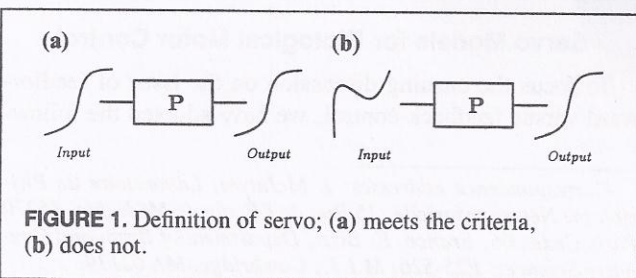 (a)
(b)
P
P
Input
Output
Input
Output
FIGURE 1. Definition of servo; (a) meets the criteria,
(b) does not.